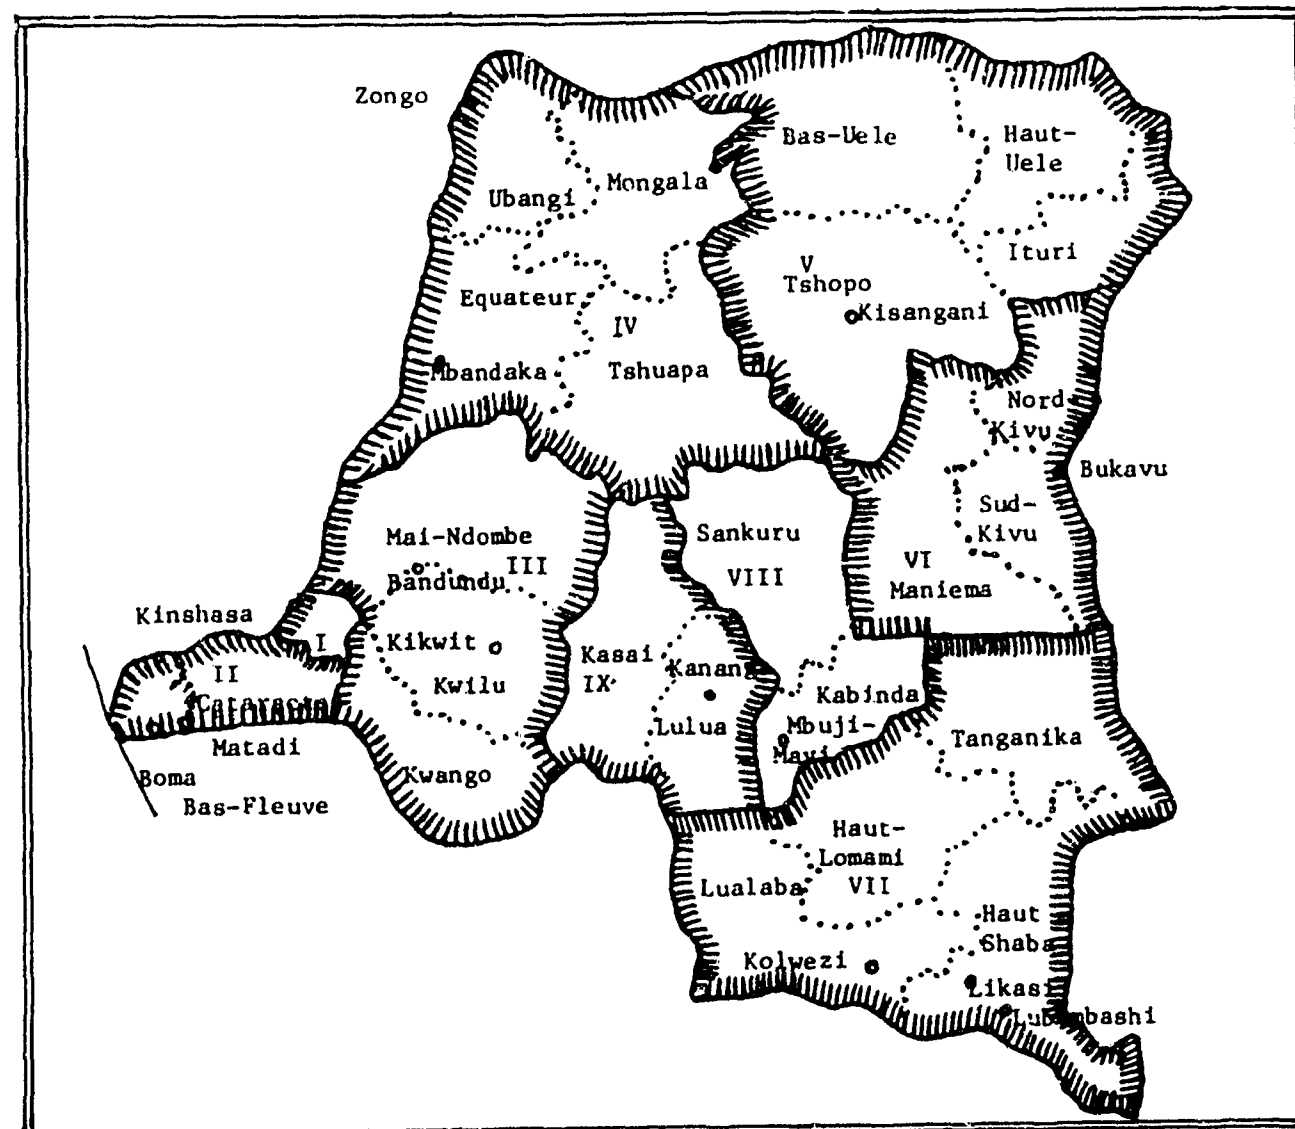 Zongo
Bas-Uele
Haut-
Uele
Mongala
Ubangi
Ituri
V
Tshopo
Equateur
Kisangani
IV
Mbandaka
Tshuapa
Nord-
Kivu
Bukavu
Sud-
Kivu
Sankuru
Mai-Ndombe
III
VIII
VI
Bandundu
Maniema
Kinshasa
I
Kikwit
Kasai
IX
Kananga
II
Kwilu
Kabinda
Cataracte
Lulua
Mbuji-
Mayi
Matadi
Tanganika
Boma
Kwango
Bas-Fleuve
Haut-
Lomami
VII
Lualaba
Haut
Shaba
Kolwezi
Likasi
Lubumbashi